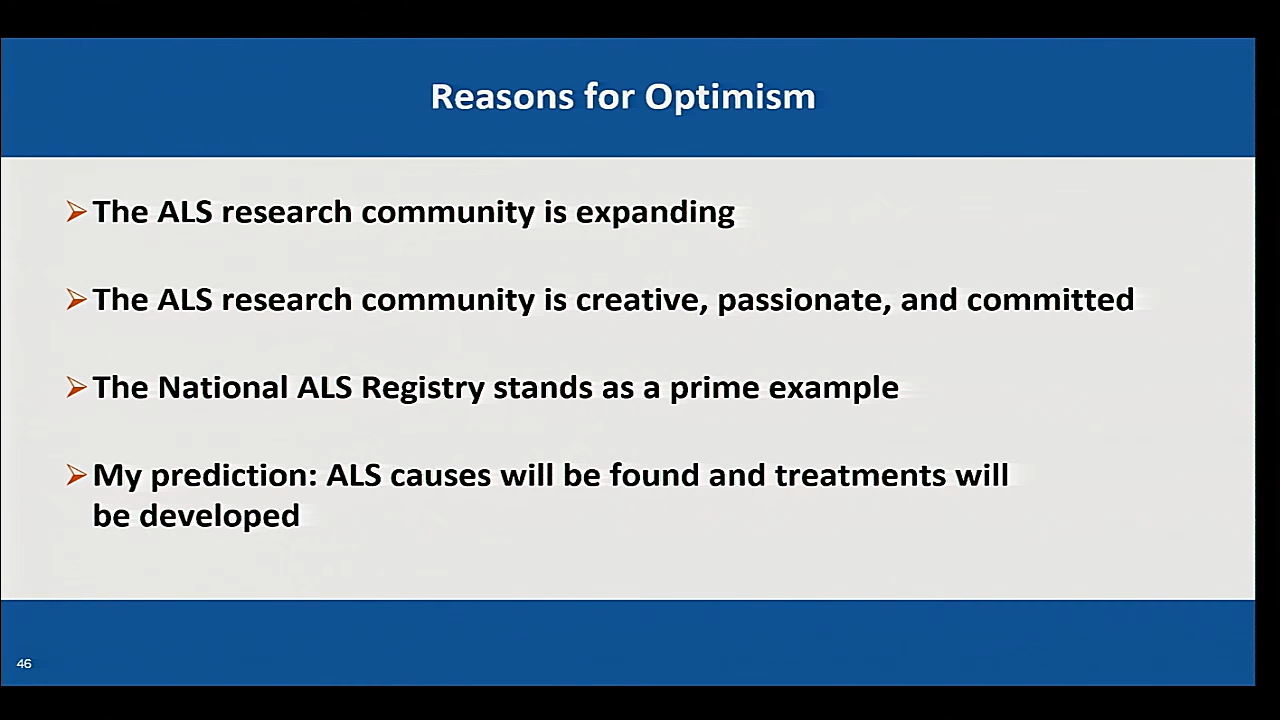 Reasons for Optimism
➢The ALS research community is expanding
➢The ALS research community is creative, passionate, and committed
➢The National ALS Registry stands as a prime example
➢My prediction: ALS causes will be found and treatments will
be developed
46